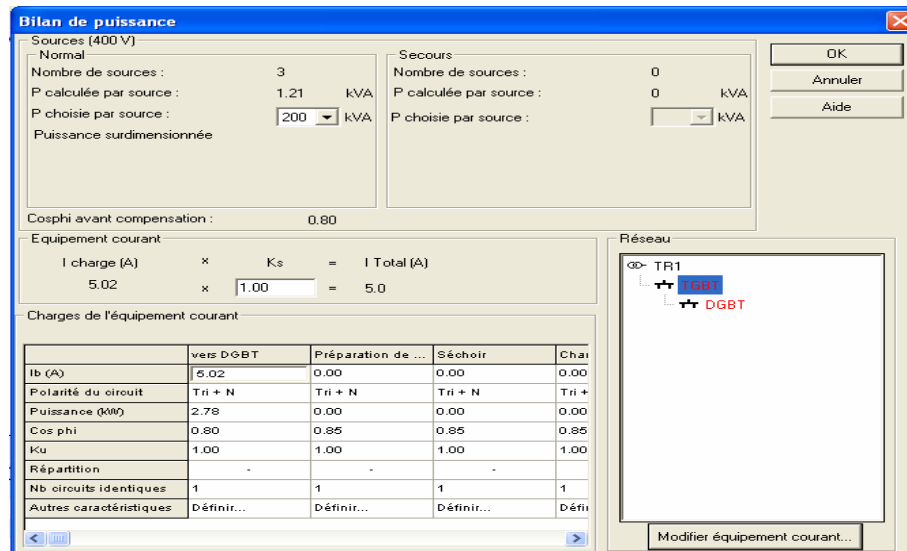 Bilan de puissance
Sources (400 V)
Normal
Nombre de sources : 3
P calculée par source : 1.21 kVA
P choisie par source : 200 kVA
Puissance surdimensionnée
Secours
Nombre de sources : 0
P calculée par source : 0 kVA
P choisie par source : kVA
OK
Annuler
Aide
Cosphi avant compensation : 0.80
Equipement courant
I charge (A) × Ks = I Total (A)
5.02 × 1.00 = 5.0
Charges de l'équipement courant
vers DGBT Préparation de ... Séchoir
Ib (A) 5.02 0.00 0.00 0.00
Polarité du circuit Tri + N Tri + N Tri + N Tri +
Puissance (kW) 2.78 0.00 0.00 0.00
Cos phi 0.80 0.85 0.85 0.85
Ku 1.00 1.00 1.00 1.00
Répartition - - -
Nb circuits identiques 1 1 1 1
Autres caractéristiques Définir... Définir... Définir... Défi
Réseau
TR1
TGBT
DGBT
Modifier équipement courant...